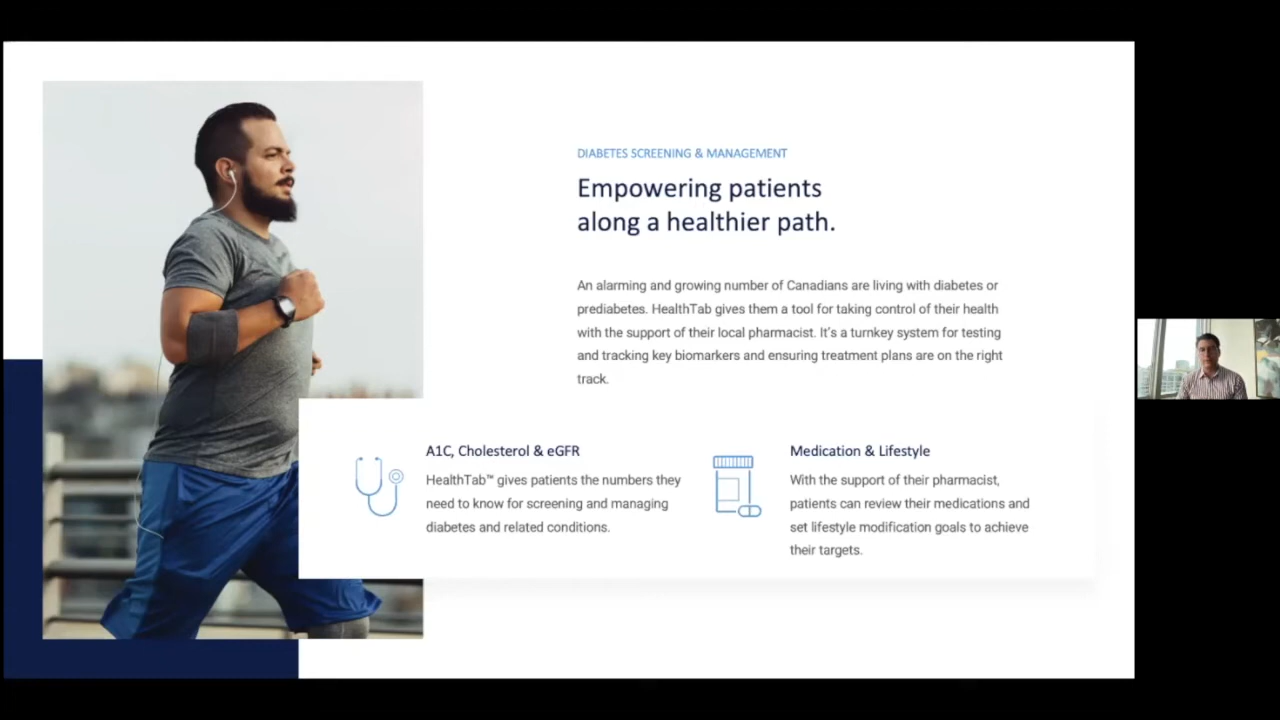 DIABETES SCREENING & MANAGEMENT
Empowering patients
along a healthier path.
An alarming and growing number of Canadians are living with diabetes or
prediabetes. HealthTab gives them a tool for taking control of their health
with the support of their local pharmacist. It's a turnkey system for testing
and tracking key biomarkers and ensuring treatment plans are on the right
track.
A1C, Cholesterol & eGFR
HealthTab™ gives patients the numbers they
need to know for screening and managing
diabetes and related conditions.
Medication & Lifestyle
With the support of their pharmacist,
patients can review their medications and
set lifestyle modification goals to achieve
their targets.